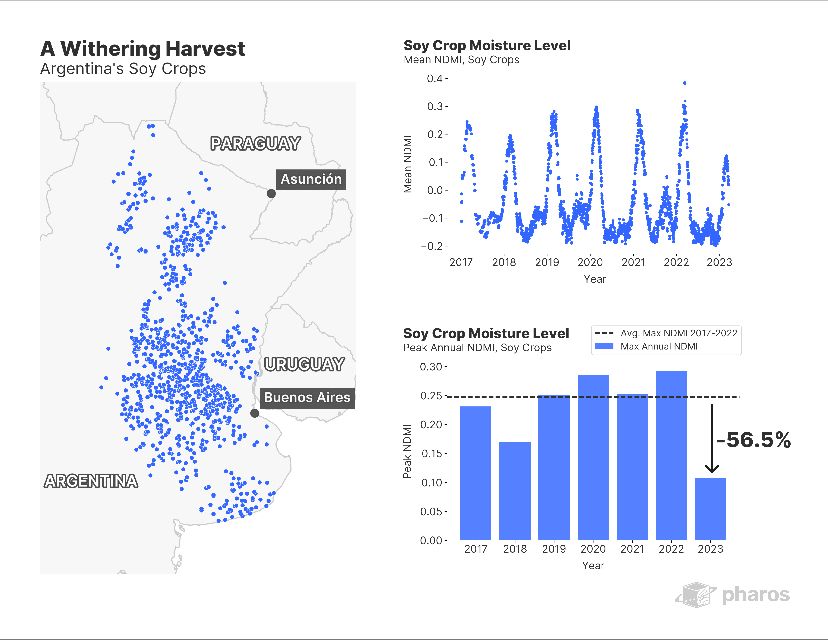 A Withering Harvest
Argentina's Soy Crops
PARAGUAY
Asunción
URUGUAY
Buenos Aires
ARGENTINA
Soy Crop Moisture Level
Mean NDMI, Soy Crops
Mean NDMI
0.4
0.3
0.2
0.1
0.0
−0.1
−0.2
2017 2018 2019 2020 2021 2022 2023
Year
Soy Crop Moisture Level
Peak Annual NDMI, Soy Crops
Avg. Max NDMI 2017-2022
Max Annual NDMI
Peak NDMI
0.30
0.25
0.20
0.15
0.10
0.05
0.00
-56.5%
2017 2018 2019 2020 2021 2022 2023
Year
pharos